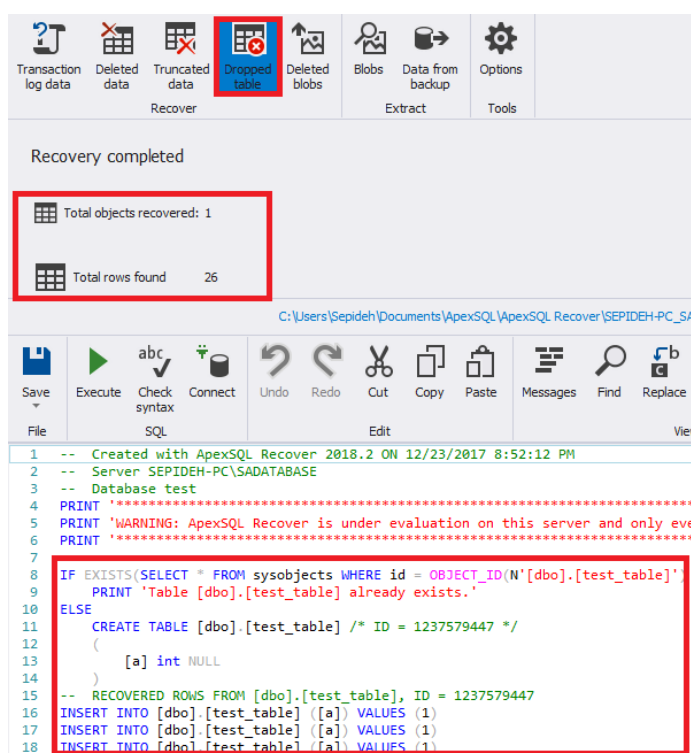 Transaction log data
Deleted data
Truncated data
Dropped table
Deleted blobs
Blobs
Data from backup
Options
Recover
Extract
Tools
Recovery completed
Total objects recovered: 1
Total rows found 26
C:\Users\Sepideh\Documents\ApexSQL\ApexSQL Recover\SEPIDEH-PC_SA
abc
b
c
Save
Execute
Check syntax
Connect
Undo
Redo
Cut
Copy
Paste
Messages
Find
Replace
File
SQL
Edit
Vie
1 -- Created with ApexSQL Recover 2018.2 ON 12/23/2017 8:52:12 PM
2 -- Server SEPIDEH-PC\SADATABASE
3 -- Database test
4 PRINT '**************************************************************************
5 PRINT 'WARNING: ApexSQL Recover is under evaluation on this server and only eve
6 PRINT '**************************************************************************
7
8 IF EXISTS(SELECT * FROM sysobjects WHERE id = OBJECT_ID(N'[dbo].[test_table]')
9 PRINT 'Table [dbo].[test_table] already exists.'
10 ELSE
11 CREATE TABLE [dbo].[test_table] /* ID = 1237579447 */
12 (
13 [a] int NULL
14 )
15 -- RECOVERED ROWS FROM [dbo].[test_table], ID = 1237579447
16 INSERT INTO [dbo].[test_table] ([a]) VALUES (1)
17 INSERT INTO [dbo].[test_table] ([a]) VALUES (1)
18 INSERT INTO [dbo].[test_table] ([a]) VALUES (1)